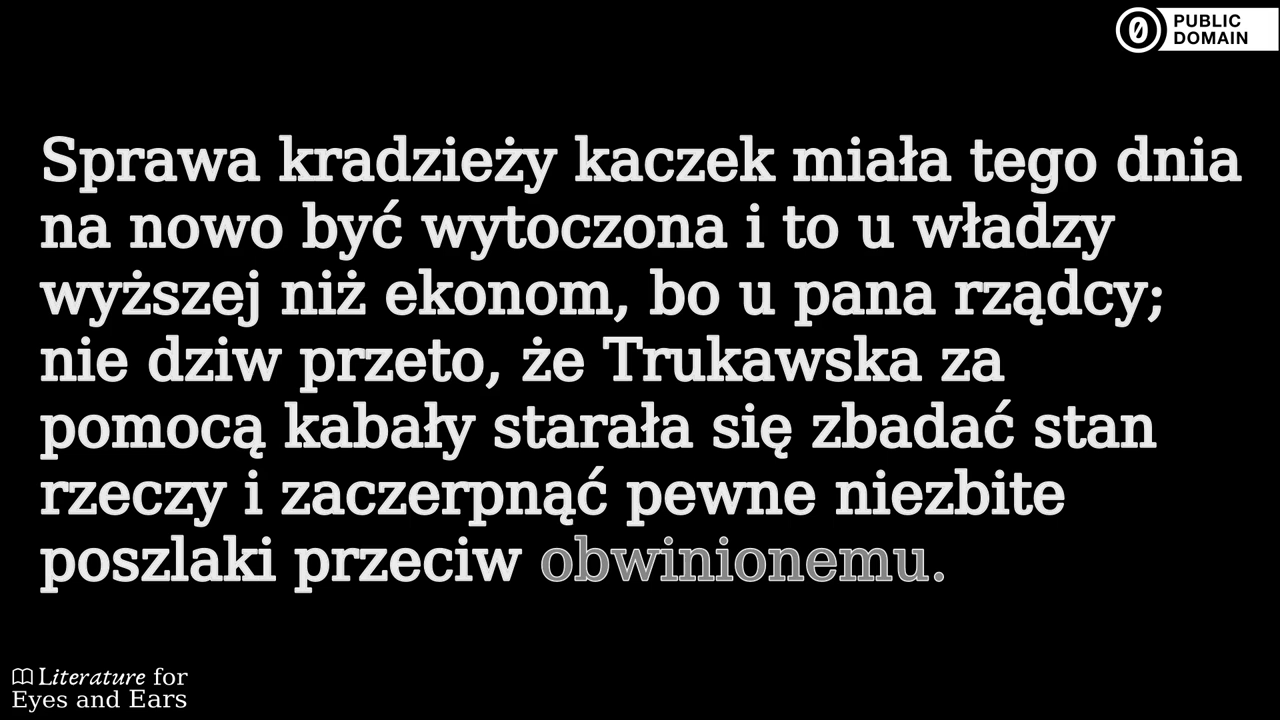 PUBLIC
DOMAIN
Sprawa kradzieży kaczek miała tego dnia
na nowo być wytoczona i to u władzy
wyższej niż ekonom, bo u pana rządcy;
nie dziw przeto, że Trukawska za
pomocą kabały starała się zbadać stan
rzeczy i zaczerpnąć pewne niezbite
poszlaki przeciw obwinionemu.
Literature for
Eyes and Ears